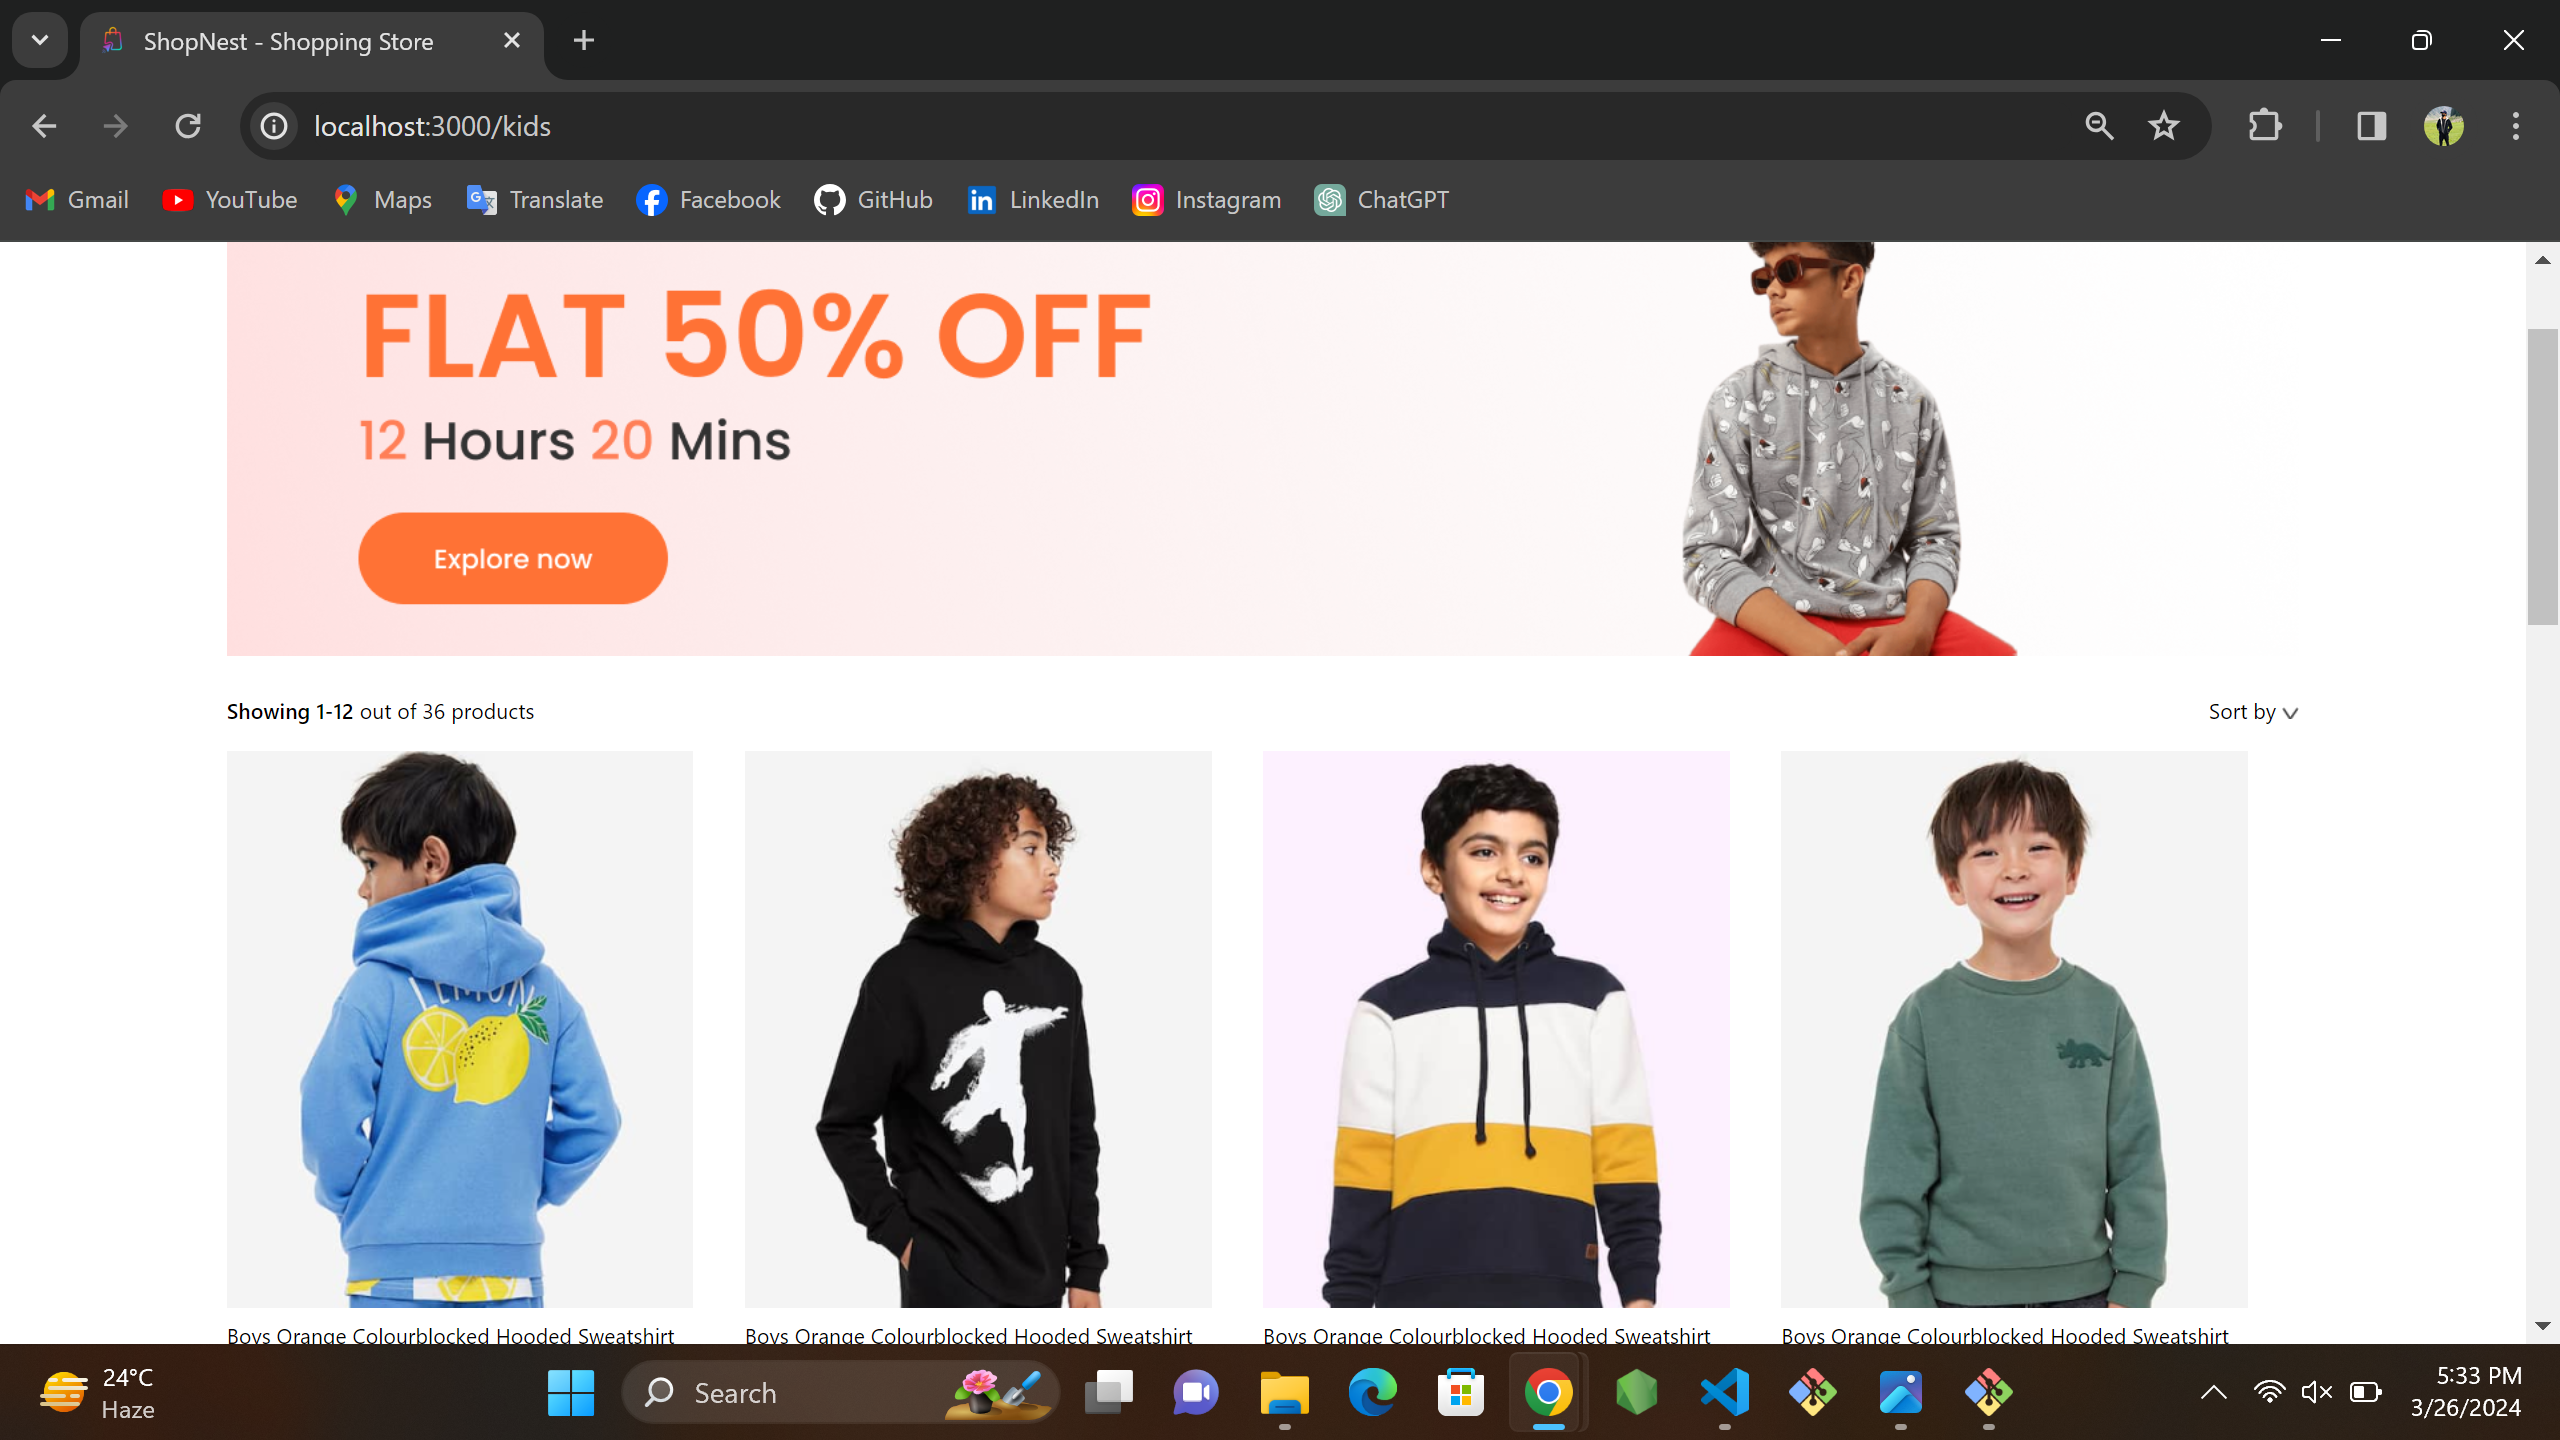 ShopNest - Shopping Store
localhost:3000/kids
Gmail YouTube Maps Translate Facebook GitHub LinkedIn Instagram ChatGPT
FLAT 50% OFF
12 Hours 20 Mins
Explore now
Showing 1-12 out of 36 products
Sort by
LEMON
Boys Orange Colourblocked Hooded Sweatshirt Boys Orange Colourblocked Hooded Sweatshirt Boys Orange Colourblocked Hooded Sweatshirt Boys Orange Colourblocked Hooded Sweatshirt
24°C
Haze
Search
5:33 PM
3/26/2024